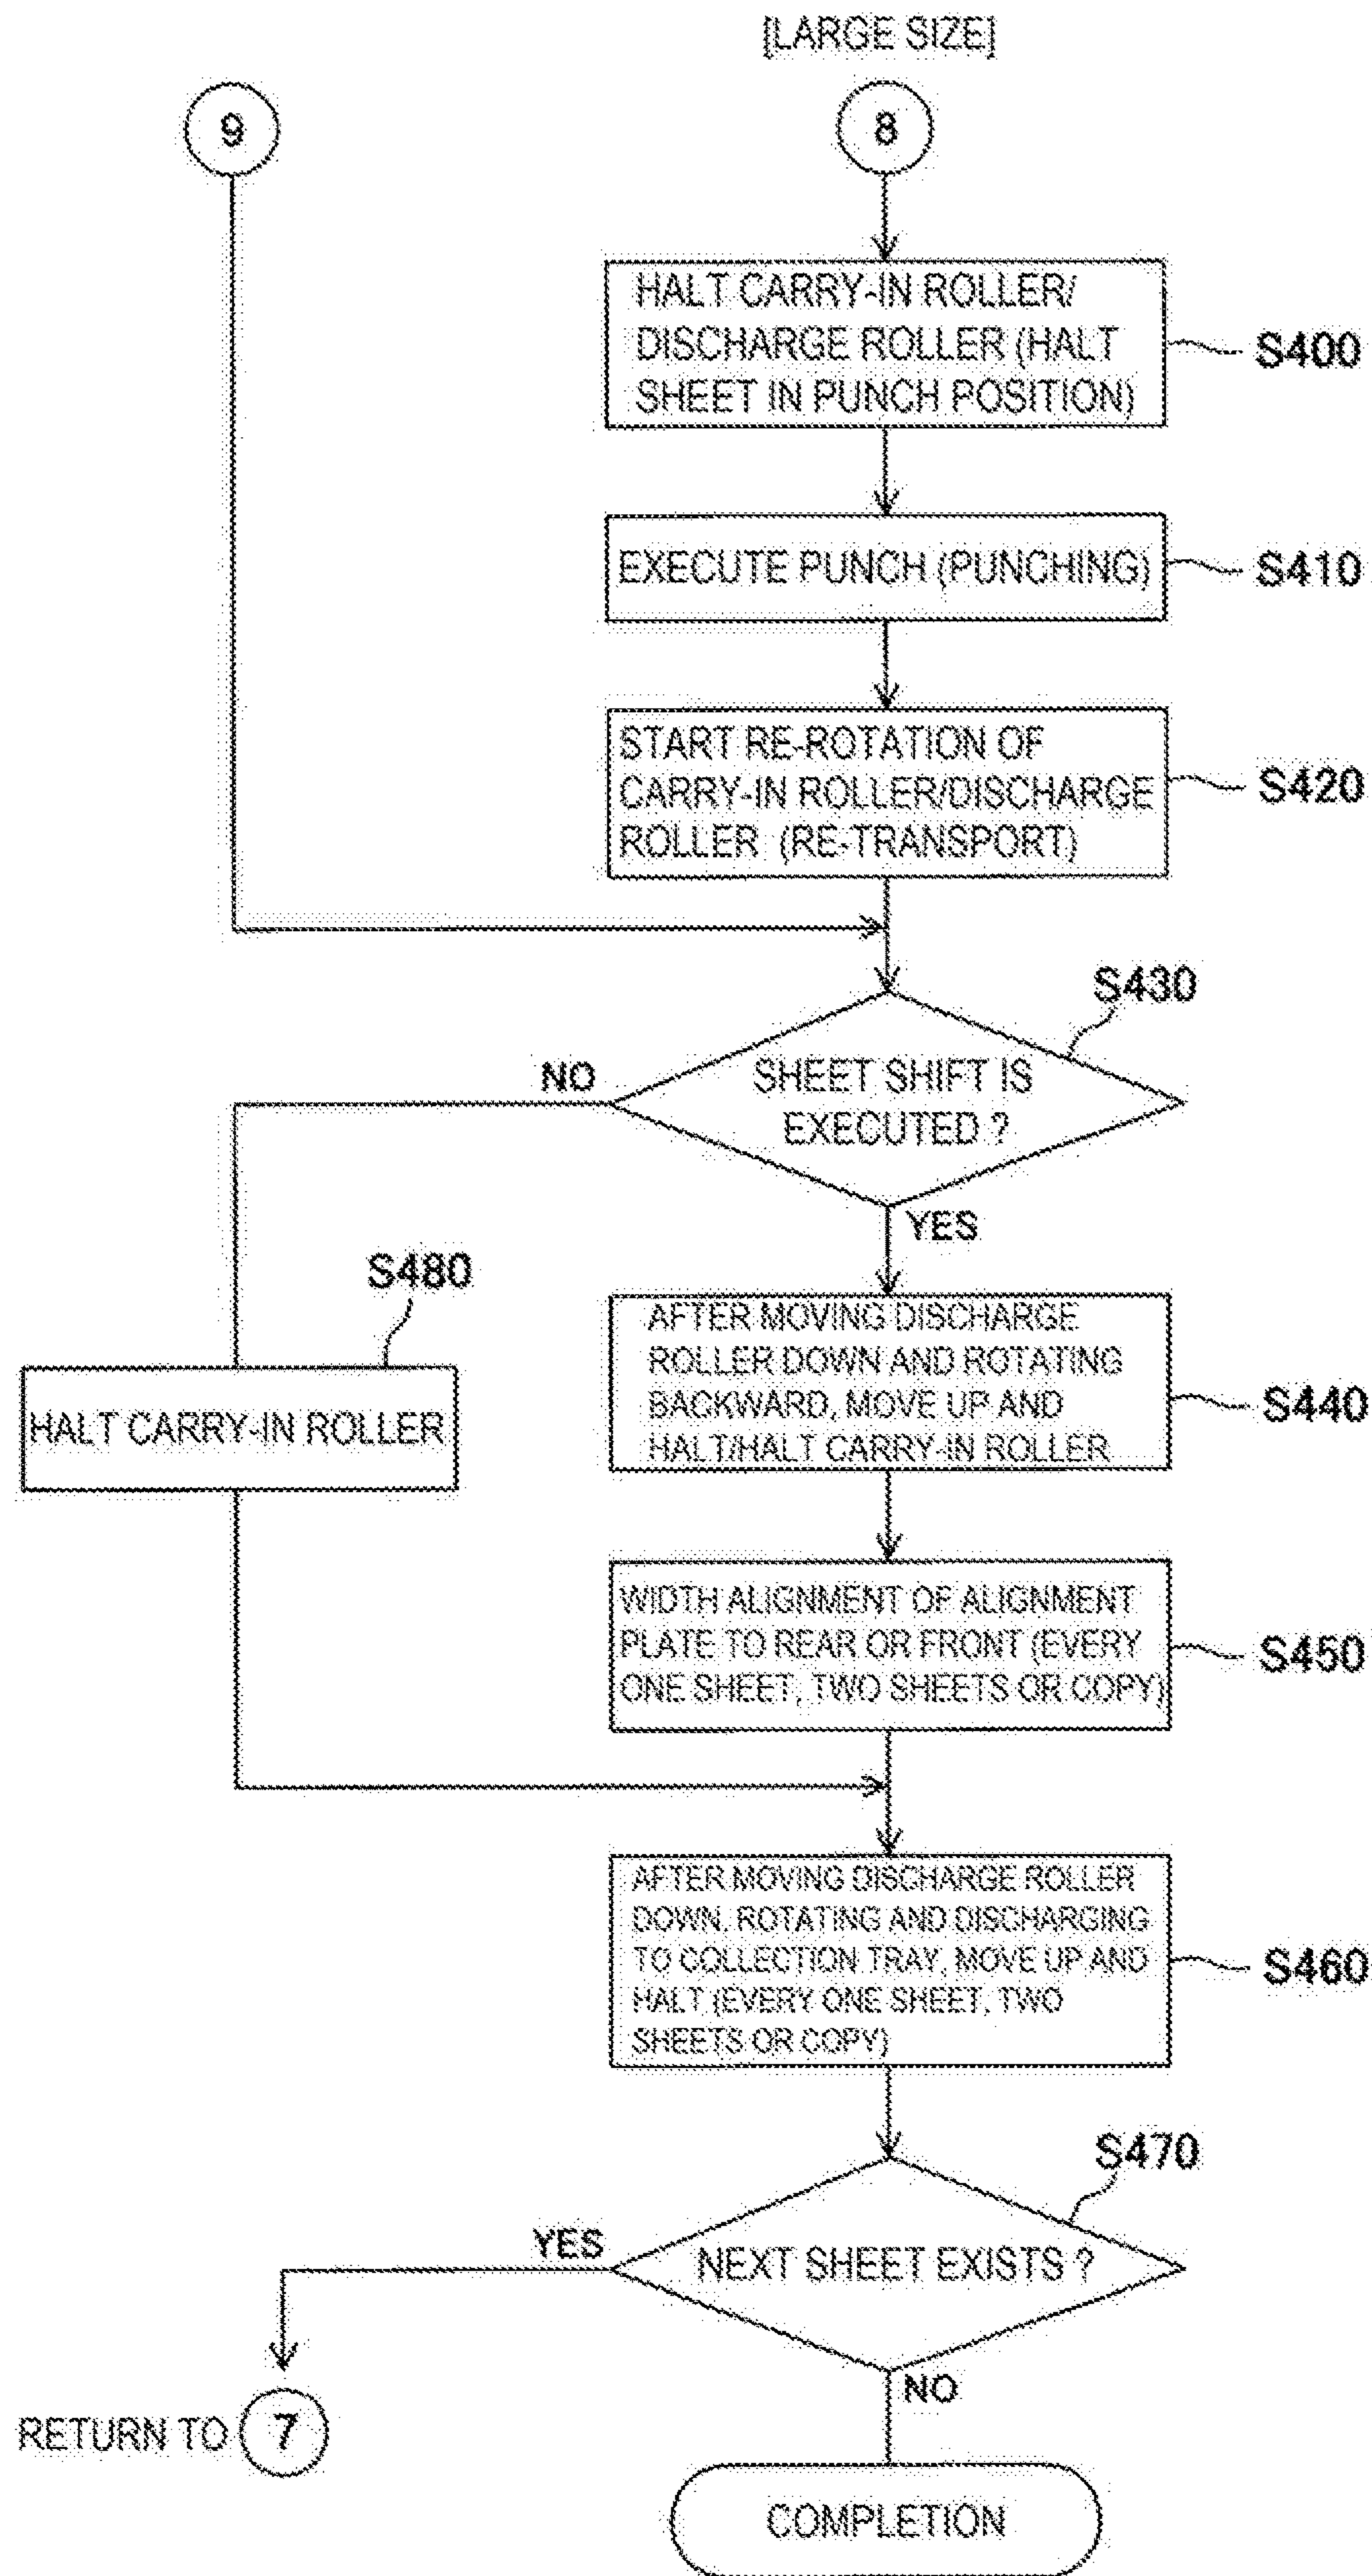 [LARGE SIZE]
9
8
HALT CARRY-IN ROLLER/
DISCHARGE ROLLER (HALT
SHEET IN PUNCH POSITION)
S400
EXECUTE PUNCH (PUNCHING)
S410
START RE-ROTATION OF
CARRY-IN ROLLER/DISCHARGE
ROLLER (RE-TRANSPORT)
S420
S430
SHEET SHIFT IS
EXECUTED ?
NO
YES
S480
HALT CARRY-IN ROLLER
AFTER MOVING DISCHARGE
ROLLER DOWN AND ROTATING
BACKWARD, MOVE UP AND
HALT/HALT CARRY-IN ROLLER
S440
WIDTH ALIGNMENT OF ALIGNMENT
PLATE TO REAR OR FRONT (EVERY
ONE SHEET, TWO SHEETS OR COPY)
S450
AFTER MOVING DISCHARGE ROLLER
DOWN, ROTATING AND DISCHARGING
TO COLLECTION TRAY, MOVE UP AND
HALT (EVERY ONE SHEET, TWO
SHEETS OR COPY)
S460
S470
YES
NEXT SHEET EXISTS ?
NO
RETURN TO 7
COMPLETION